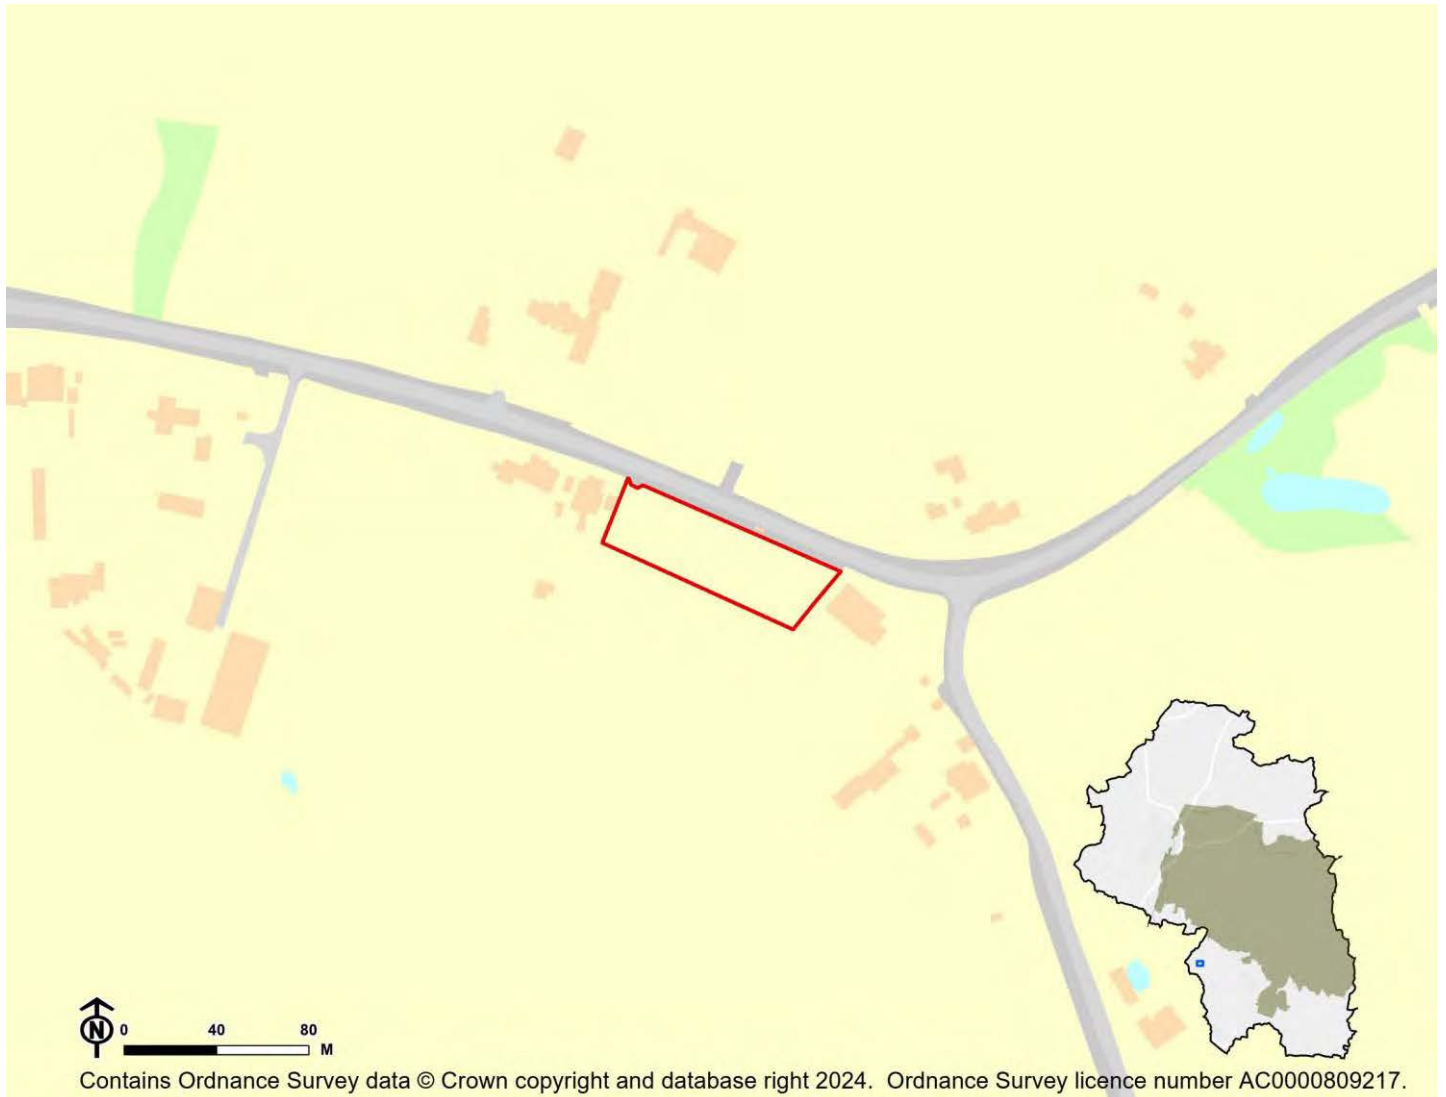 N
0 40 80
M
Contains Ordnance Survey data © Crown copyright and database right 2024. Ordnance Survey licence number AC0000809217.